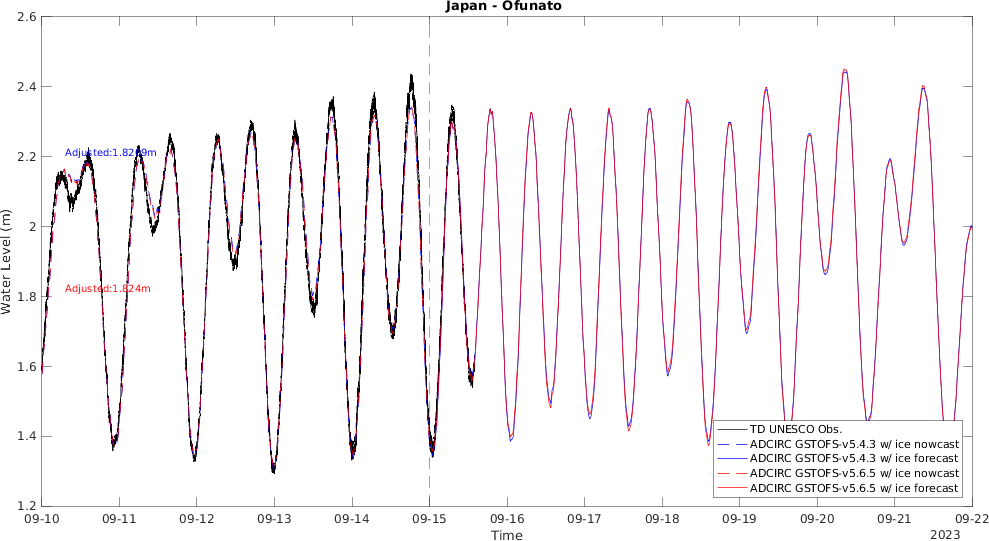 Japan - Ofunato
2.6
2.4
2.2
2
1.8
1.6
1.4
1.2
Water Level (m)
Adjusted:1.8269m
Adjusted:1.824m
TD UNESCO Obs.
ADCIRC GSTOFS-v5.4.3 w/ ice nowcast
ADCIRC GSTOFS-v5.4.3 w/ ice forecast
ADCIRC GSTOFS-v5.6.5 w/ ice nowcast
ADCIRC GSTOFS-v5.6.5 w/ ice forecast
09-10 09-11 09-12 09-13 09-14 09-15 09-16 09-17 09-18 09-19 09-20 09-21 09-22
Time
2023